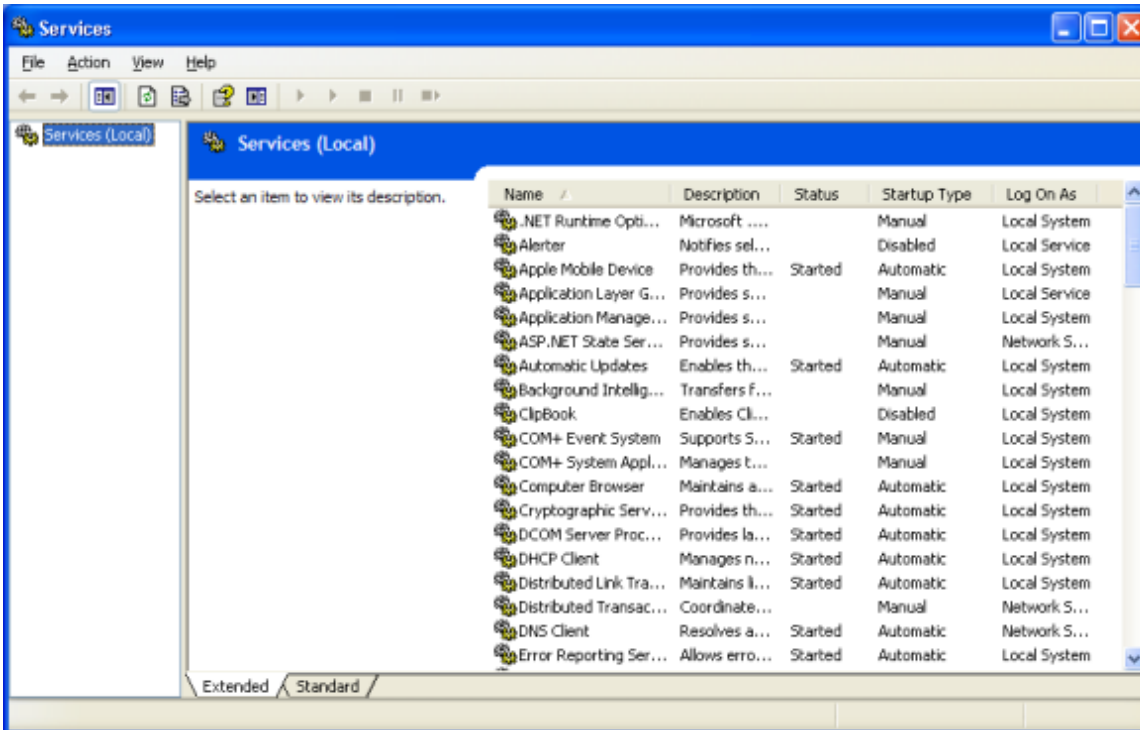 Services
File Action View Help
Services (Local)
Services (Local)
Select an item to view its description.
Name Description Status Startup Type Log On As
.NET Runtime Opti... Microsoft .... Manual Local System
Alerter Notifies sel... Disabled Local Service
Apple Mobile Device Provides th... Started Automatic Local System
Application Layer G... Provides s... Manual Local Service
Application Manage... Provides s... Manual Local System
ASP.NET State Ser... Provides s... Manual Network S...
Automatic Updates Enables th... Started Automatic Local System
Background Intellig... Transfers f... Manual Local System
ClipBook Enables Cli... Disabled Local System
COM+ Event System Supports S... Started Manual Local System
COM+ System Appl... Manages t... Manual Local System
Computer Browser Maintains a... Started Automatic Local System
Cryptographic Serv... Provides th... Started Automatic Local System
DCOM Server Proc... Provides la... Started Automatic Local System
DHCP Client Manages n... Started Automatic Local System
Distributed Link Tra... Maintains li... Started Automatic Local System
Distributed Transac... Coordinate... Manual Network S...
DNS Client Resolves a... Started Automatic Network S...
Error Reporting Ser... Allows erro... Started Automatic Local System
Extended Standard